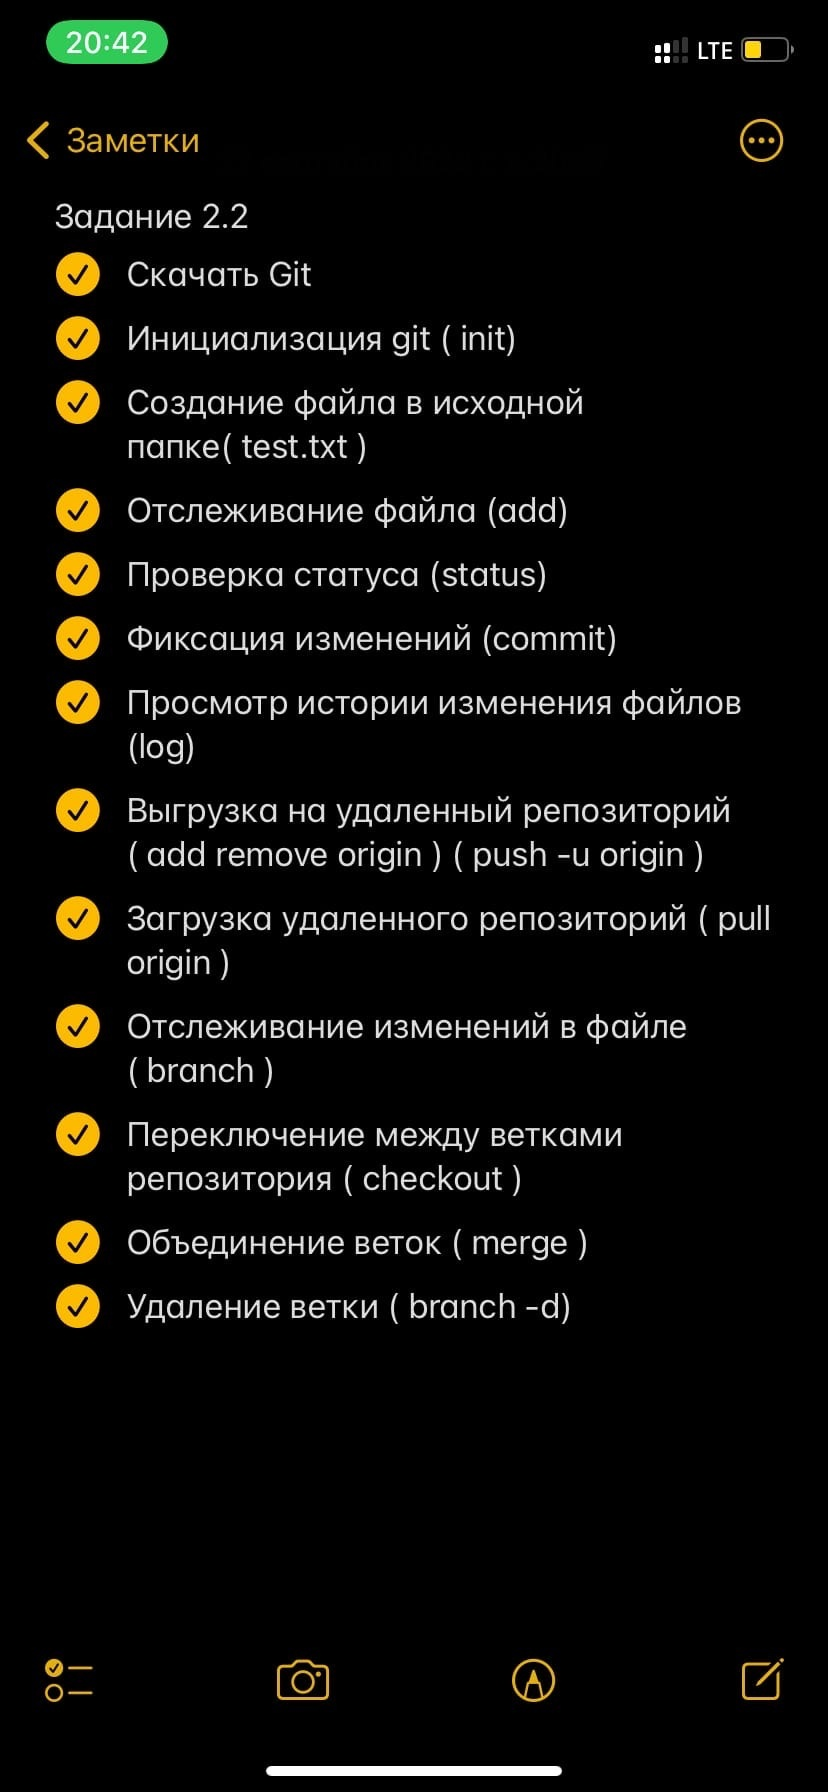 20:42
LTE
Заметки
Задание 2.2
Скачать Git
Инициализация git ( init)
Создание файла в исходной
папке( test.txt )
Отслеживание файла (add)
Проверка статуса (status)
Фиксация изменений (commit)
Просмотр истории изменения файлов
(log)
Выгрузка на удаленный репозиторий
( add remove origin ) ( push -u origin )
Загрузка удаленного репозиторий ( pull
origin )
Отслеживание изменений в файле
( branch )
Переключение между ветками
репозитория ( checkout )
Объединение веток ( merge )
Удаление ветки ( branch -d)